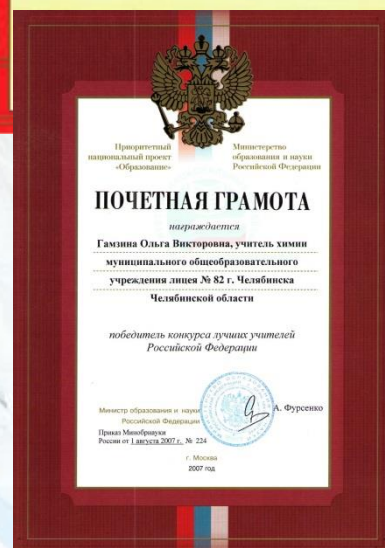 Приоритетный
национальный проект
«Образование»
Министерство
образования и науки
Российской Федерации
ПОЧЕТНАЯ ГРАМОТА
награждается
Гамзина Ольга Викторовна, учитель химии
муниципального общеобразовательного
учреждения лицея № 82 г. Челябинска
Челябинской области
победитель конкурса лучших учителей
Российской Федерации
Министр образования и науки
Российской Федерации
А. Фурсенко
Приказ Минобрнауки
России от 1 августа 2007 г. № 224
г. Москва
2007 год